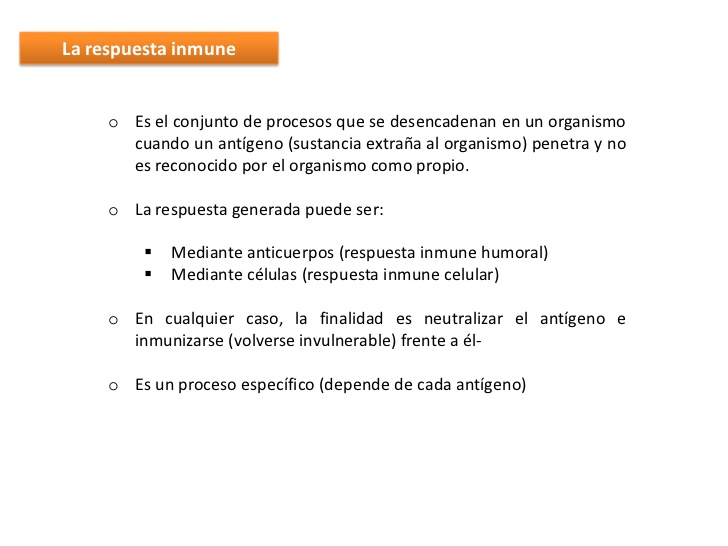 La respuesta inmune
o Es el conjunto de procesos que se desencadenan en un organismo
cuando un antígeno (sustancia extraña al organismo) penetra y no
es reconocido por el organismo como propio.
o La respuesta generada puede ser:
▪ Mediante anticuerpos (respuesta inmune humoral)
▪ Mediante células (respuesta inmune celular)
o En cualquier caso, la finalidad es neutralizar el antígeno e
inmunizarse (volverse invulnerable) frente a él-
o Es un proceso específico (depende de cada antígeno)